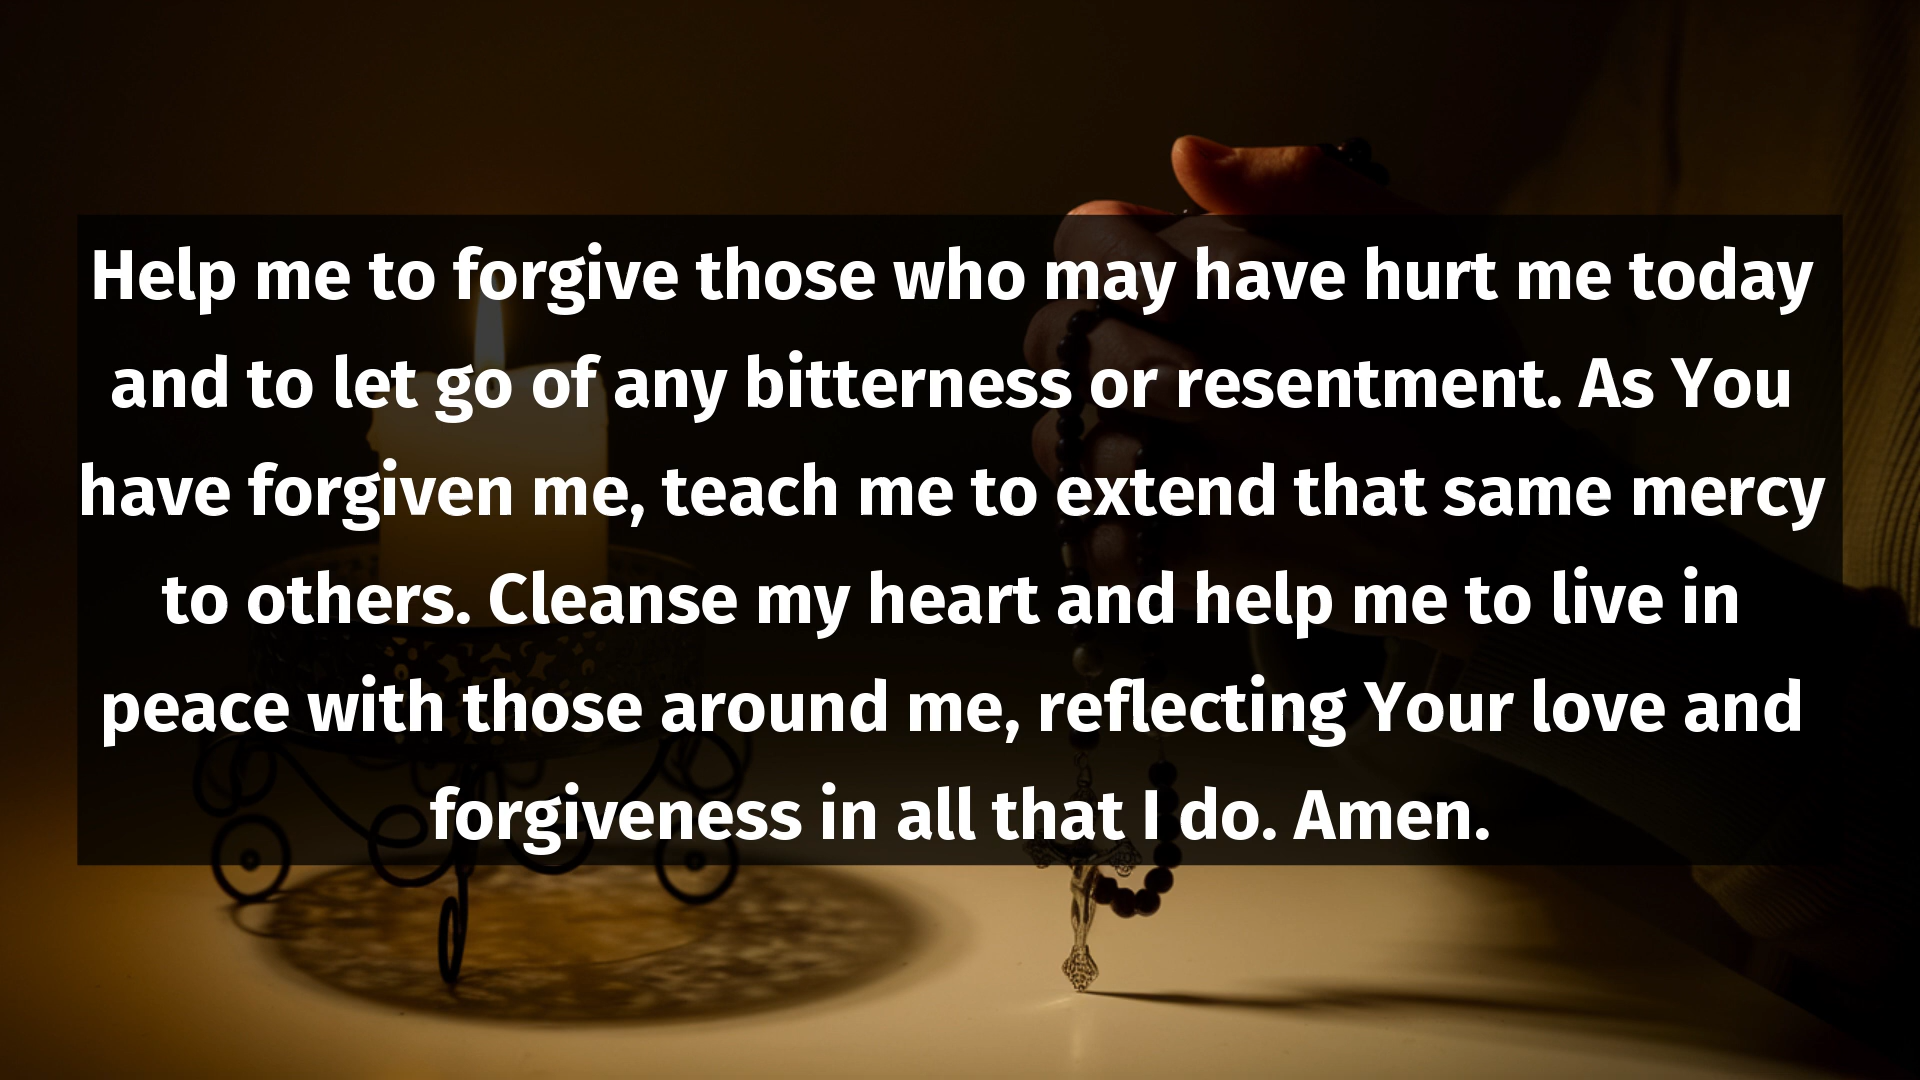 Help me to forgive those who may have hurt me today
and to let go of any bitterness or resentment. As You
have forgiven me, teach me to extend that same mercy
to others. Cleanse my heart and help me to live in
peace with those around me, reflecting Your love and
forgiveness in all that I do. Amen.